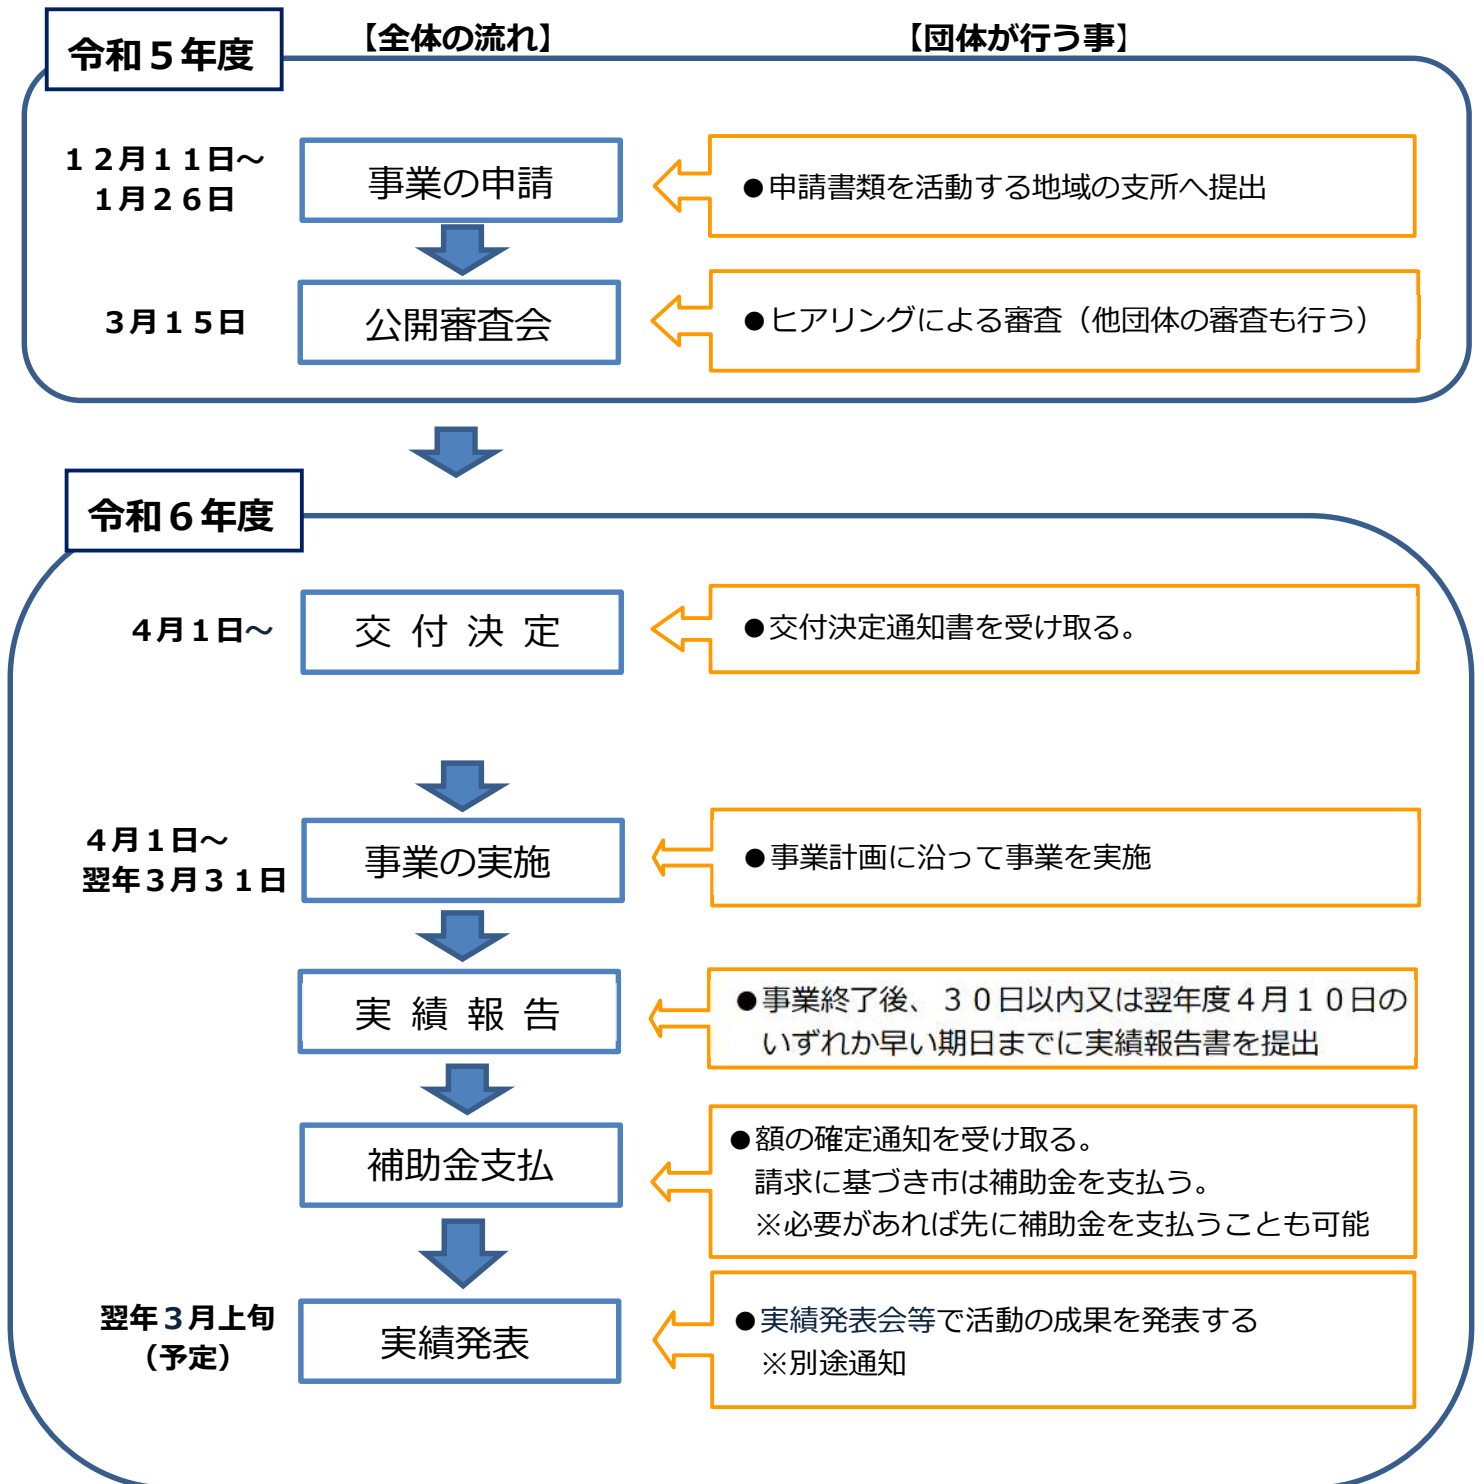 令和５年度
【全体の流れ】
【団体が行う事】
１２月１１日～
１月２６日
事業の申請
●申請書類を活動する地域の支所へ提出
３月１５日
公開審査会
●ヒアリングによる審査（他団体の審査も行う）
令和６年度
４月１日～
交 付 決 定
●交付決定通知書を受け取る。
４月１日～
翌年３月３１日
事業の実施
●事業計画に沿って事業を実施
実 績 報 告
●事業終了後、３０日以内又は翌年度４月１０日の
いずれか早い期日までに実績報告書を提出
補助金支払
●額の確定通知を受け取る。
請求に基づき市は補助金を支払う。
※必要があれば先に補助金を支払うことも可能
翌年３月上旬
（予定）
実績発表
●実績発表会等で活動の成果を発表する
※別途通知